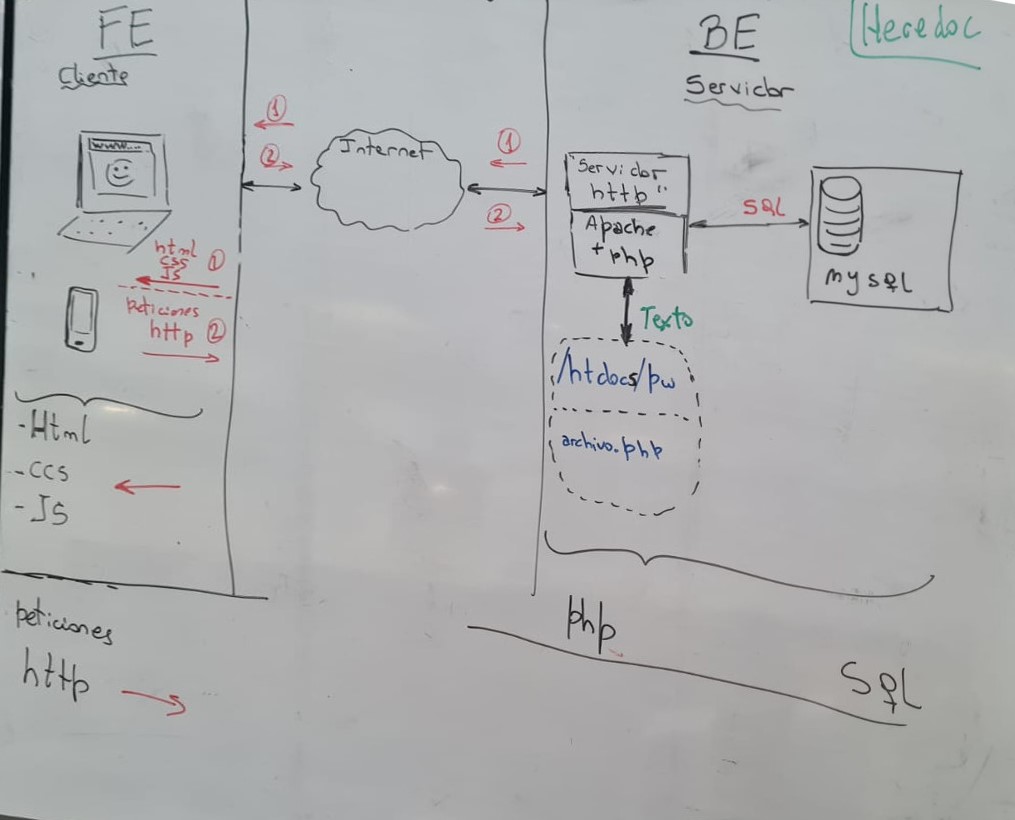 FE
Cliente
www...
html
css
JS
1
peticiones
http 2
-Html
-CCS
-JS
peticiones
http
1
2
Internet
1
2
BE
Servidor
Heredoc
"Servidor
http"
Apache
+ php
SQL
mysql
Texto
/htdocs/pw
archivo.php
php
SQL